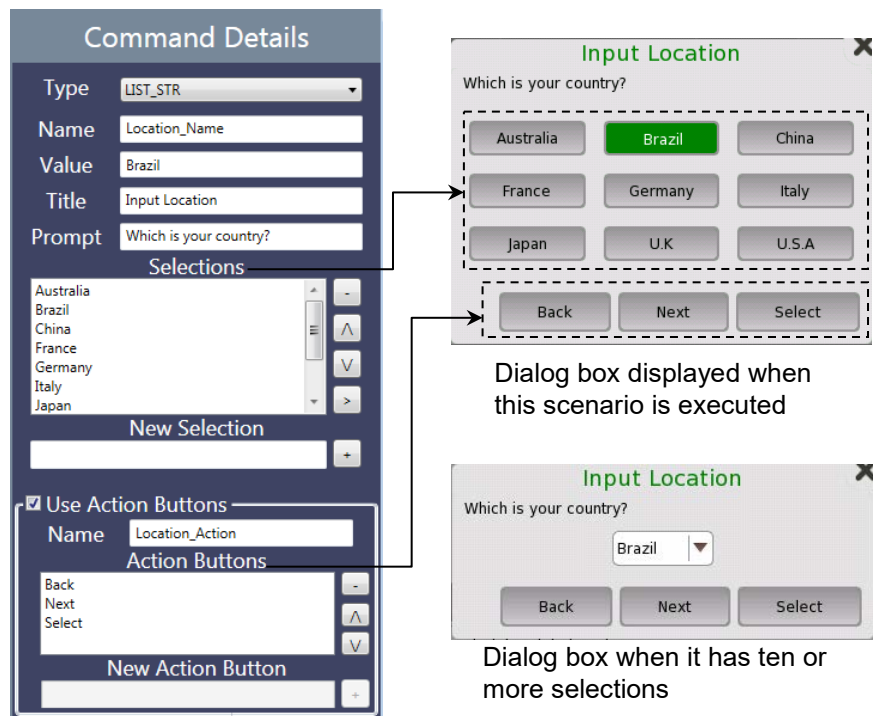 Command Details
Type LIST_STR
Name Location_Name
Value Brazil
Title Input Location
Prompt Which is your country?
Selections
Australia
Brazil
China
France
Germany
Italy
Japan
-
Λ
V
>
New Selection
+
Use Action Buttons
Name Location_Action
Action Buttons
Back
Next
Select
-
Λ
V
New Action Button
+
Input Location
Which is your country?
Australia Brazil China
France Germany Italy
Japan U.K U.S.A
Back Next Select
Dialog box displayed when
this scenario is executed
Input Location
Which is your country?
Brazil
Back Next Select
Dialog box when it has ten or
more selections